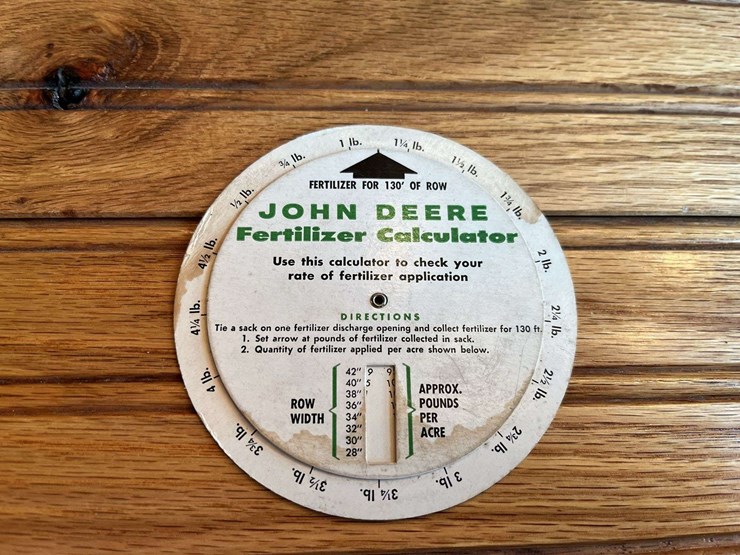 1 lb.
1¼ lb.
1½ lb.
1¾ lb.
2 lb.
2¼ lb.
2½ lb.
2¾ lb.
3 lb.
3¼ lb.
3½ lb.
3¾ lb.
4 lb.
4¼ lb.
4½ lb.
½ lb.
¾ lb.
FERTILIZER FOR 130' OF ROW
JOHN DEERE
Fertilizer Calculator
Use this calculator to check your
rate of fertilizer application
DIRECTIONS
Tie a sack on one fertilizer discharge opening and collect fertilizer for 130 ft.
1. Set arrow at pounds of fertilizer collected in sack.
2. Quantity of fertilizer applied per acre shown below.
ROW
WIDTH
42"
40"
38"
36"
34"
32"
30"
28"
APPROX.
POUNDS
PER
ACRE